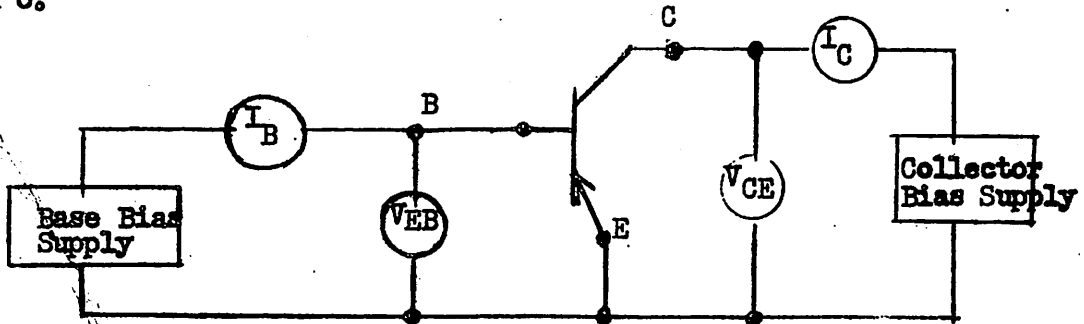 C
I_C
B
I_B
V_EB
V_CE
E
Base Bias
Supply
Collector
Bias Supply